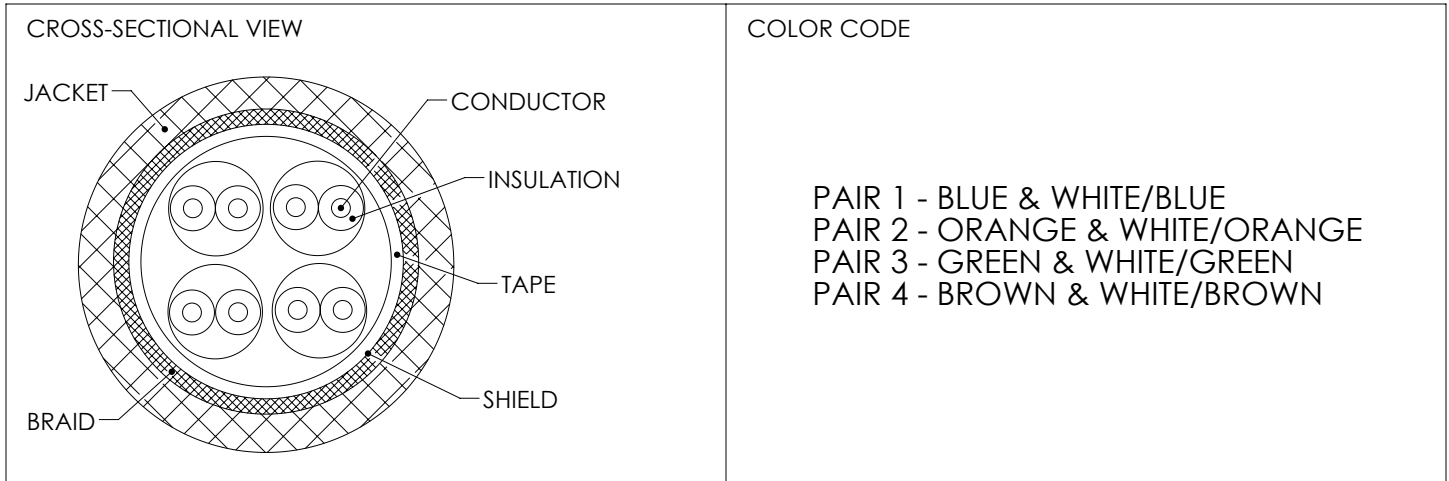 CROSS-SECTIONAL VIEW
JACKET
CONDUCTOR
INSULATION
TAPE
SHIELD
BRAID
COLOR CODE
PAIR 1 - BLUE & WHITE/BLUE
PAIR 2 - ORANGE & WHITE/ORANGE
PAIR 3 - GREEN & WHITE/GREEN
PAIR 4 - BROWN & WHITE/BROWN